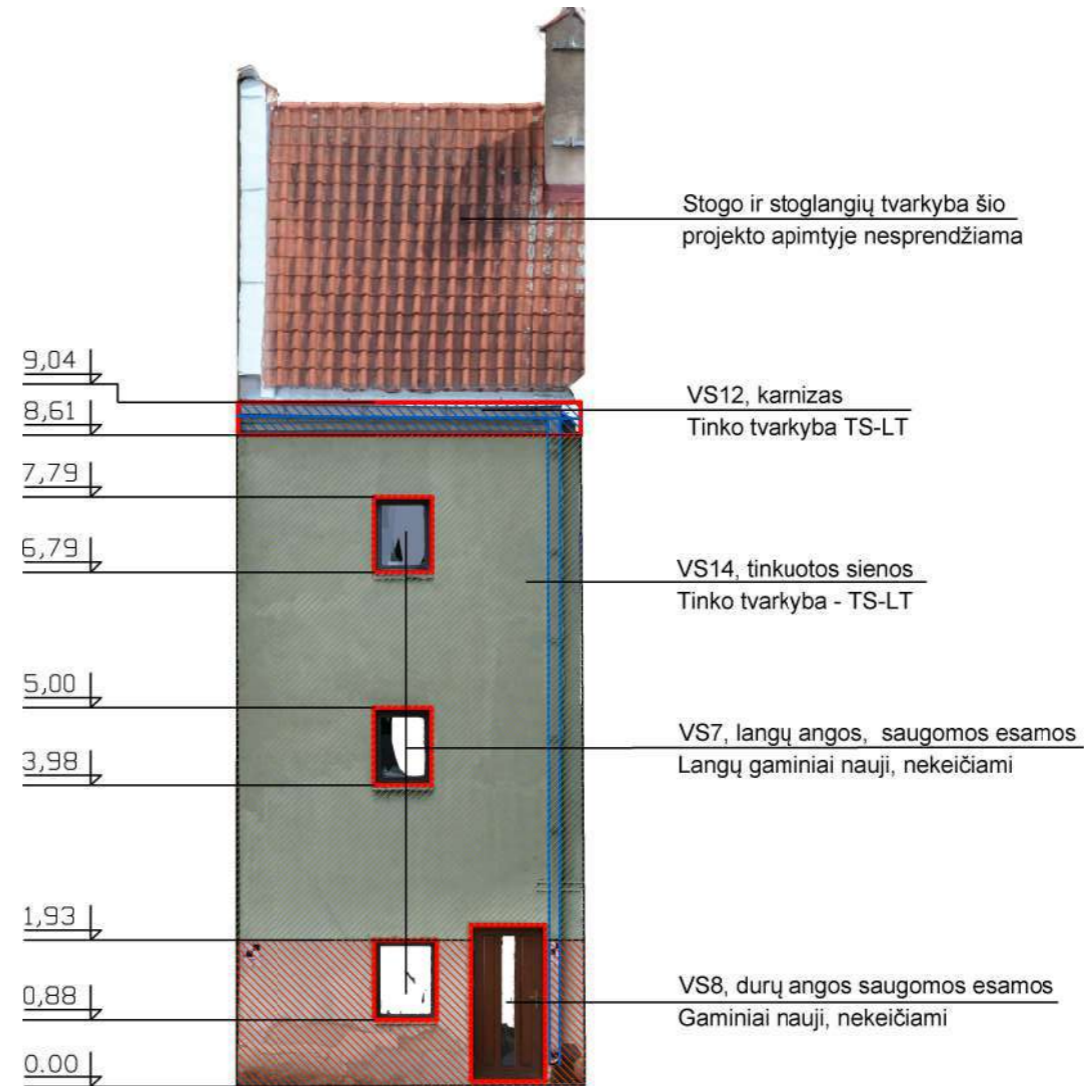 Stogo ir stoglangių tvarkyba šio
projekto apimtyje nesprendžiama
9,04
8,61
VS12, karnizas
Tinko tvarkyba TS-LT
7,79
6,79
VS14, tinkuotos sienos
Tinko tvarkyba - TS-LT
5,00
3,98
VS7, langų angos, saugomos esamos
Langų gaminiai nauji, nekeičiami
1,93
0,88
VS8, durų angos saugomos esamos
Gaminiai nauji, nekeičiami
0.00